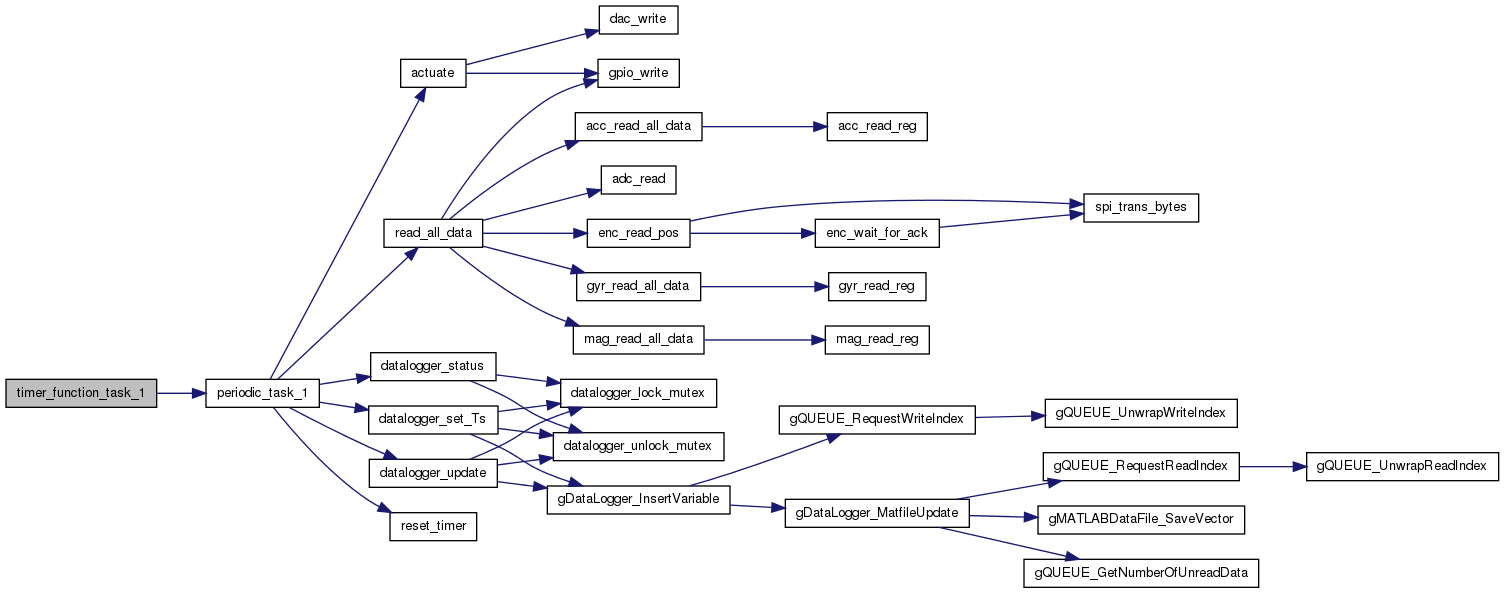 dac_write
actuate
gpio_write
acc_read_all_data
acc_read_reg
adc_read
spi_trans_bytes
read_all_data
enc_read_pos
enc_wait_for_ack
gyr_read_all_data
gyr_read_reg
mag_read_all_data
mag_read_reg
datalogger_status
timer_function_task_1
periodic_task_1
datalogger_lock_mutex
datalogger_set_Ts
gQUEUE_RequestWriteIndex
gQUEUE_UnwrapWriteIndex
datalogger_unlock_mutex
datalogger_update
gQUEUE_RequestReadIndex
gQUEUE_UnwrapReadIndex
gDataLogger_InsertVariable
gDataLogger_MatfileUpdate
gMATLABDataFile_SaveVector
reset_timer
gQUEUE_GetNumberOfUnreadData